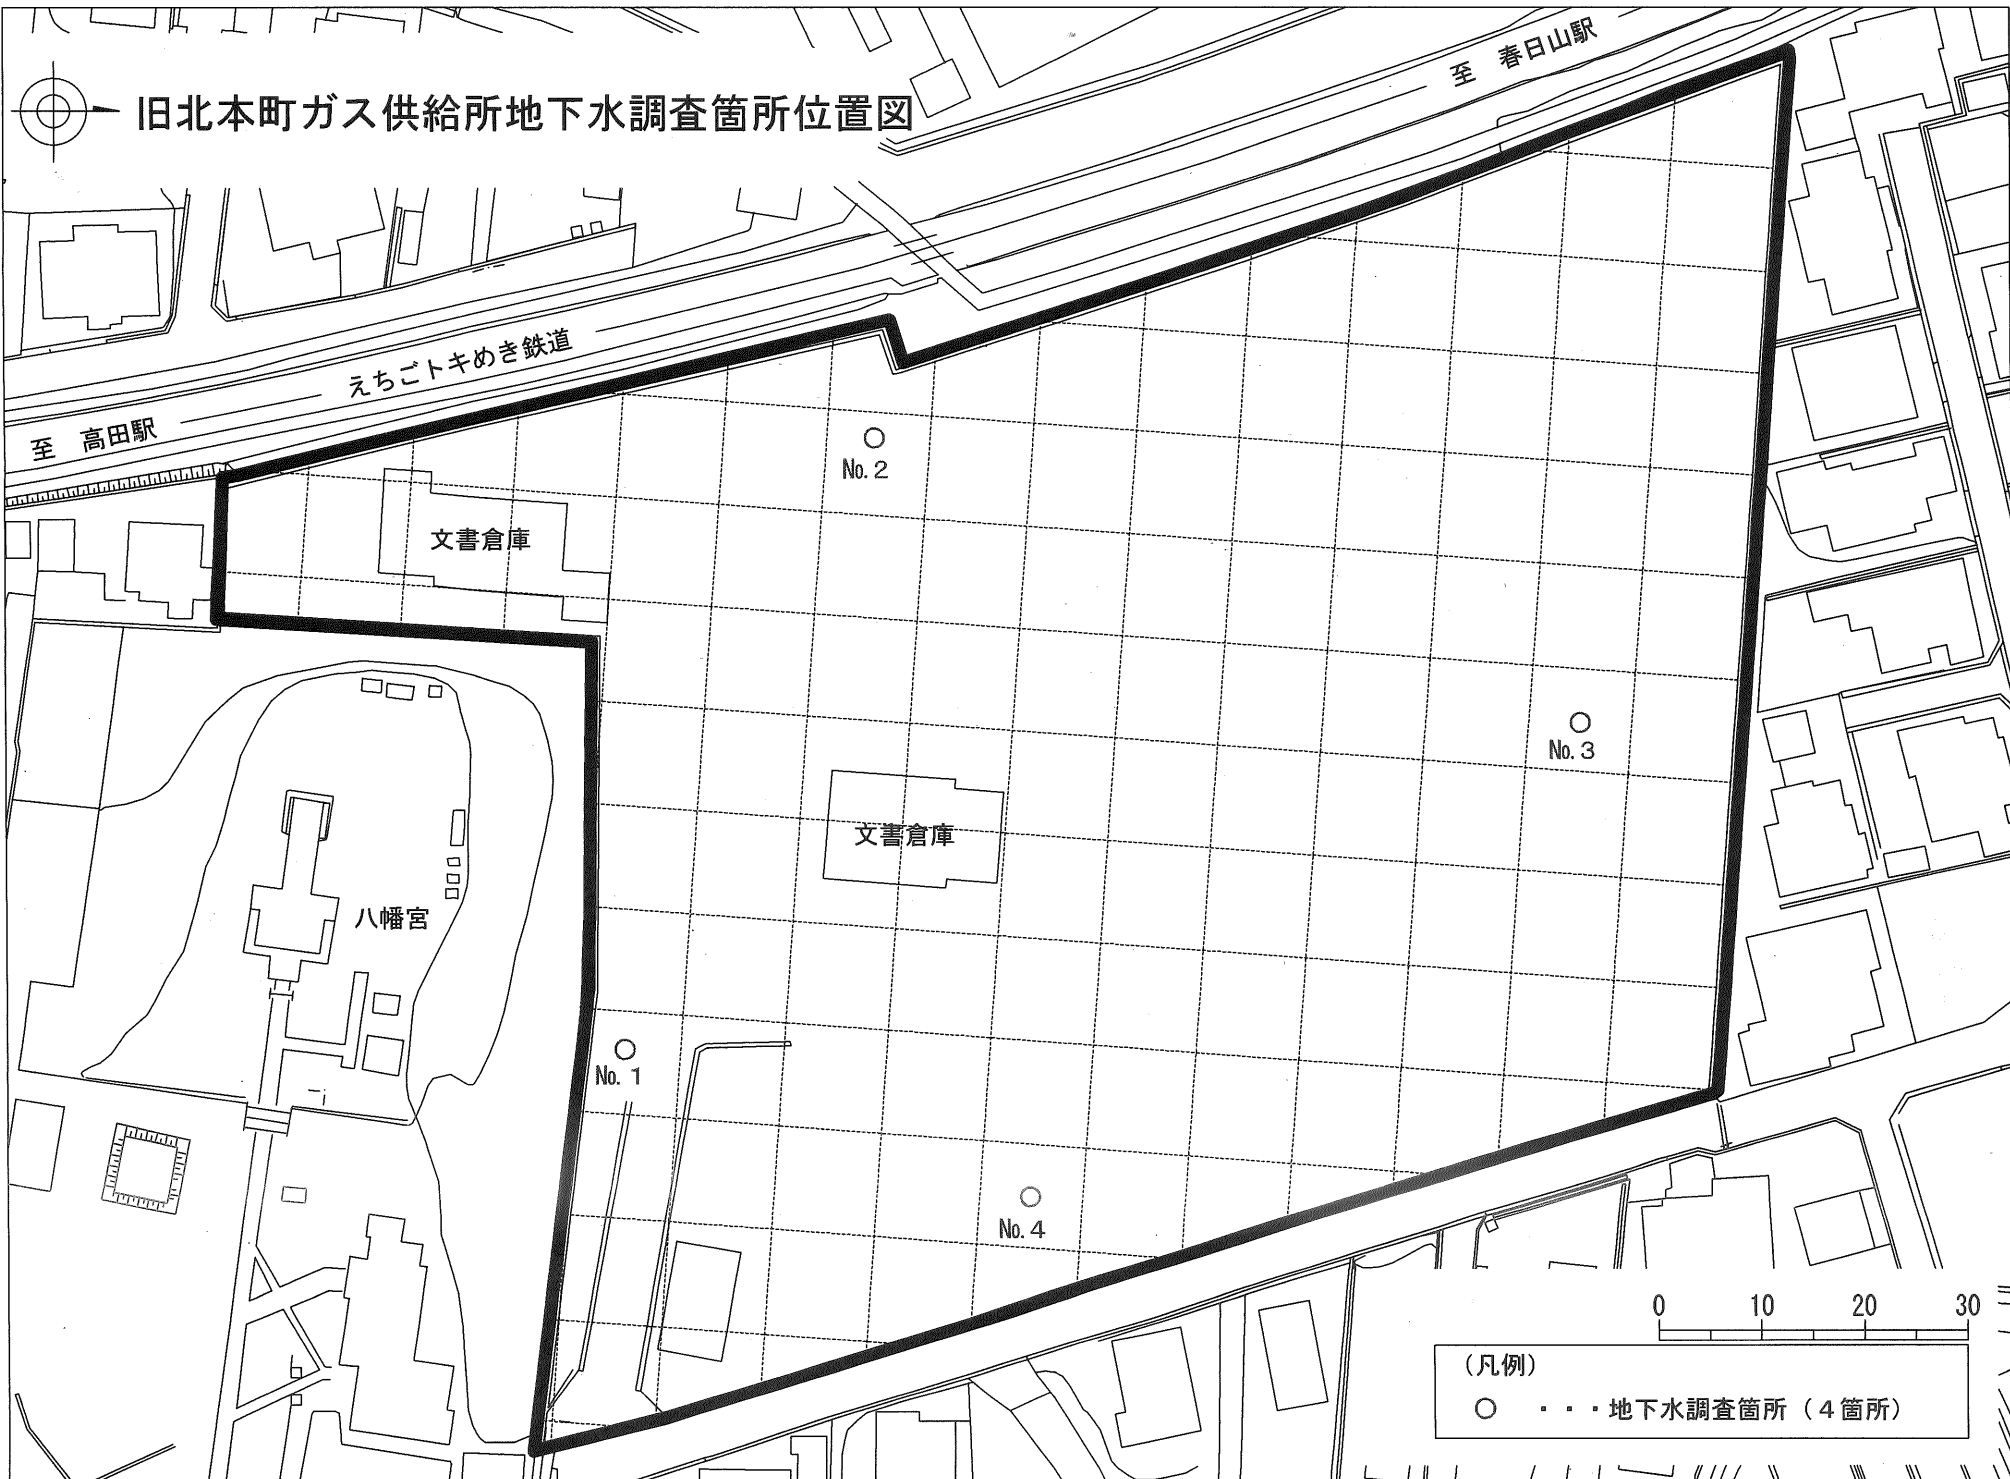 旧北本町ガス供給所地下水調査箇所位置図
至 春日山駅
えちごトキめき鉄道
至 高田駅
No.2
文書倉庫
No.3
文書倉庫
八幡宮
No.1
No.4
0 10 20 30
(凡例)
○ ・・・地下水調査箇所（4箇所）